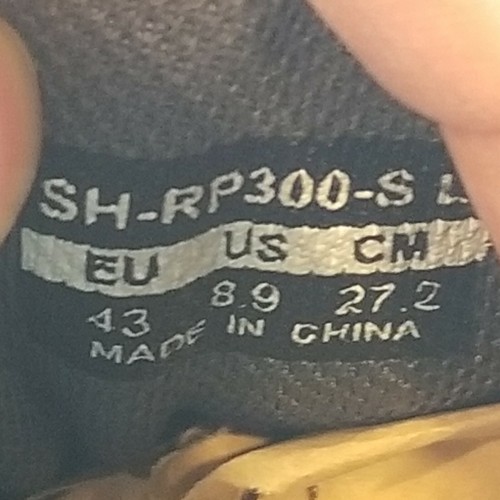 SH-RP300-S L
EU US CM
43 8.9 27.2
MADE IN CHINA